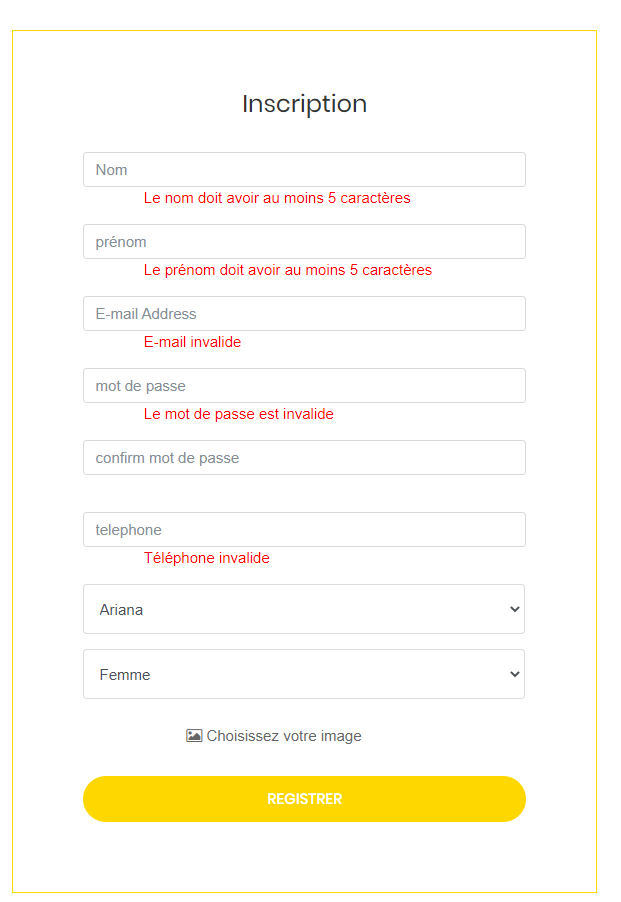 Inscription
Nom
Le nom doit avoir au moins 5 caractères
prénom
Le prénom doit avoir au moins 5 caractères
E-mail Address
E-mail invalide
mot de passe
Le mot de passe est invalide
confirm mot de passe
telephone
Téléphone invalide
Ariana
Femme
Choisissez votre image
REGISTRER